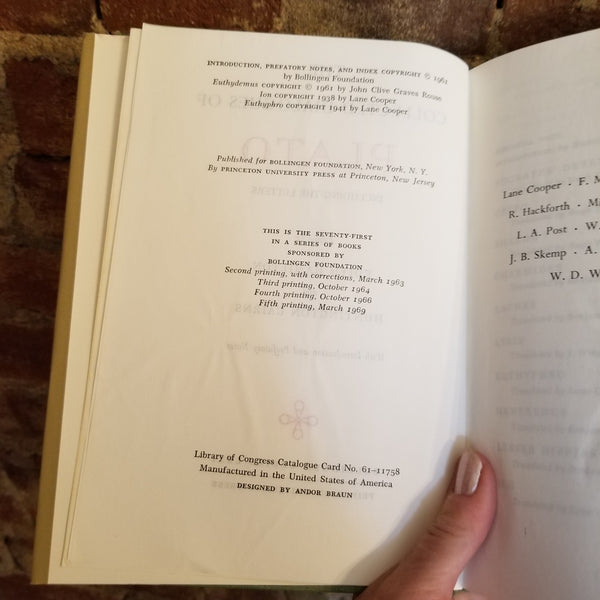 INTRODUCTION, PREFATORY NOTES, AND INDEX COPYRIGHT © 1961
by Bollingen Foundation
Euthydemus COPYRIGHT © 1961 by John Clive Graves Rouse
Ion COPYRIGHT 1938 by Lane Cooper
Euthyphro COPYRIGHT 1941 by Lane Cooper
Published for BOLLINGEN FOUNDATION, New York, N. Y.
By PRINCETON UNIVERSITY PRESS at Princeton, New Jersey
THIS IS THE SEVENTY-FIRST
IN A SERIES OF BOOKS
SPONSORED BY
BOLLINGEN FOUNDATION
Second printing, with corrections, March 1963
Third printing, October 1964
Fourth printing, October 1966
Fifth printing, March 1969
Library of Congress Catalogue Card No. 61-11758
Manufactured in the United States of America
DESIGNED BY ANDOR BRAUN
Lane Cooper · F.
R. Hackforth ·
L. A. Post · W.
J. B. Skemp · A.
W. D.